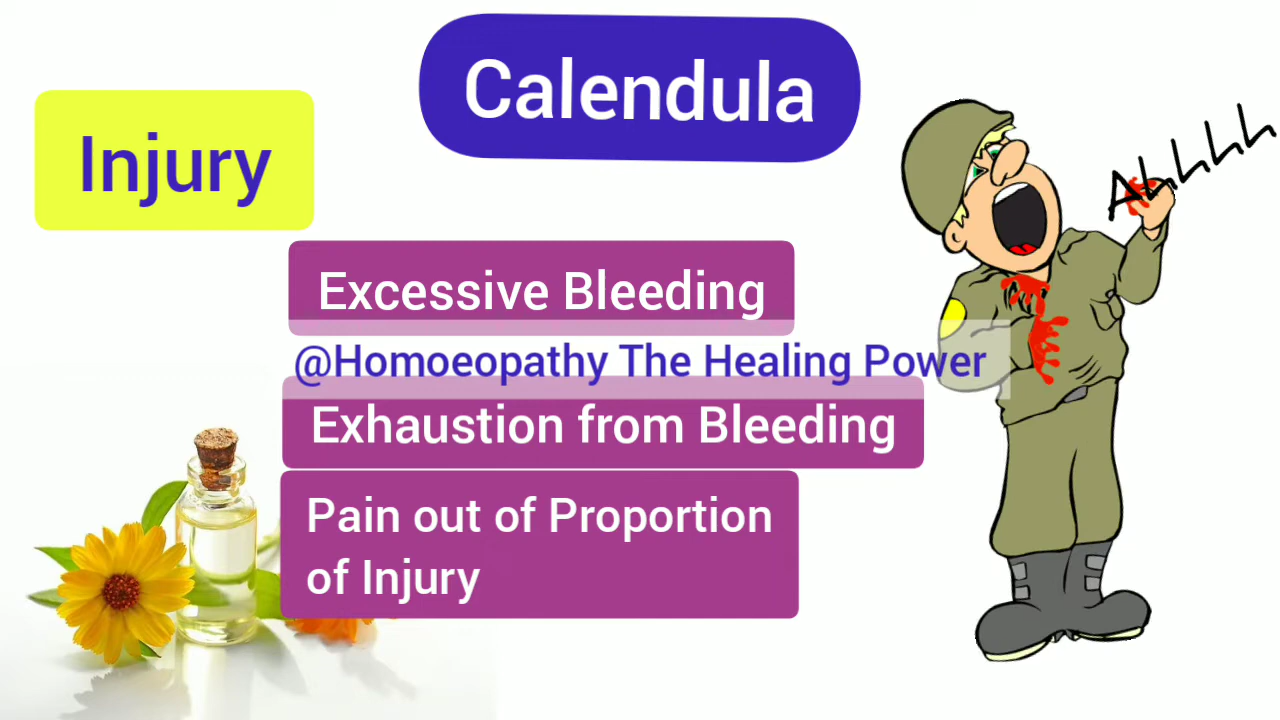 Calendula
Injury
Ahhhh
Excessive Bleeding
@Homoeopathy The Healing Power
Exhaustion from Bleeding
Pain out of Proportion
of Injury